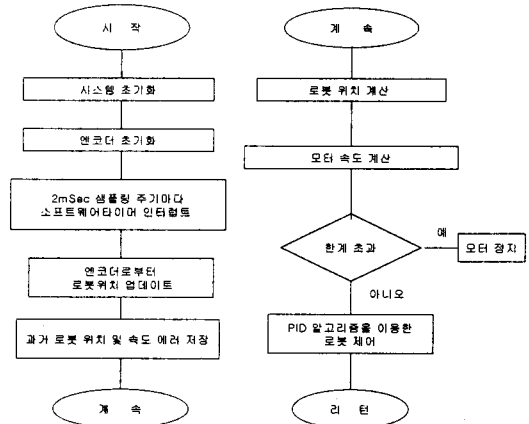 시 작
시스템 초기화
엔코더 초기화
2mSec 샘플링 주기마다
소프트웨어타이머 인터럽트
엔코더로부터
로봇위치 업데이트
과거 로봇 위치 및 속도 에러 저장
계 속
계 속
로봇 위치 계산
모터 속도 계산
한계 초과
예
모터 정지
아니오
PID 알고리즘을 이용한
로봇 제어
리 턴